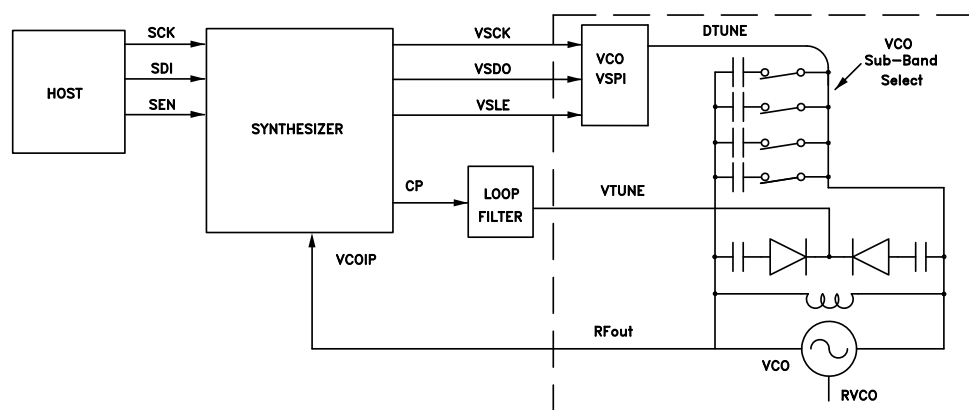 HOST
SCK
SDI
SEN
SYNTHESIZER
VSCK
VSDO
VSLE
VCO
VSPI
DTUNE
VCO
Sub-Band
Select
CP
LOOP
FILTER
VTUNE
VCOIP
RFout
VCO
RVCO